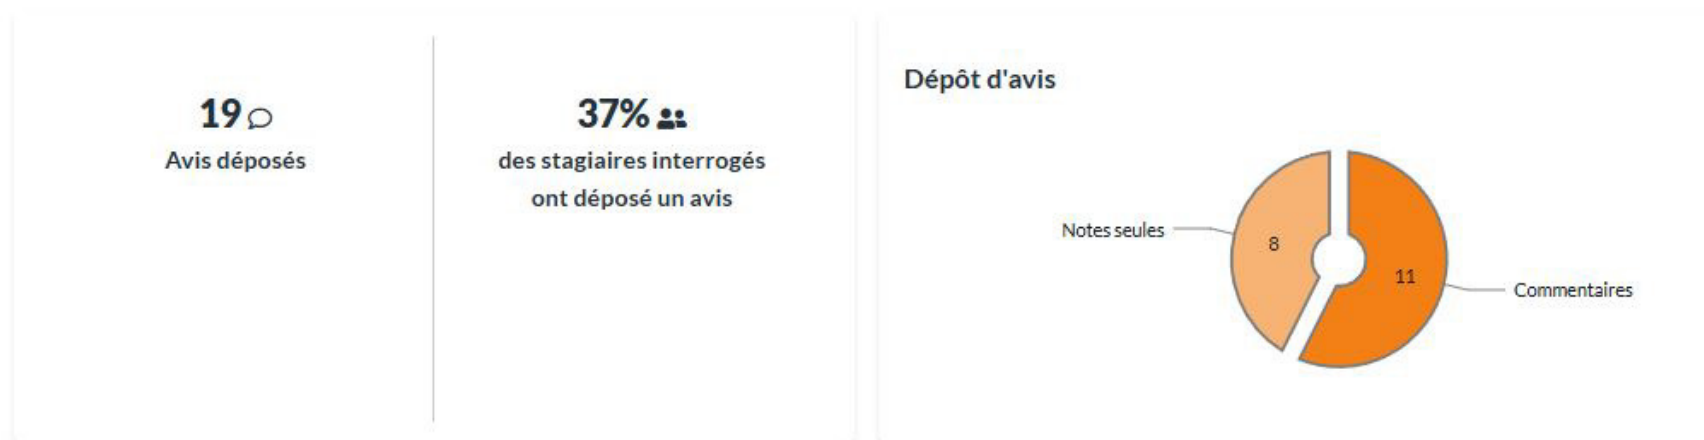 19
Avis déposés
37%
des stagiaires interrogés
ont déposé un avis
Dépôt d'avis
Notes seules
8
11
Commentaires